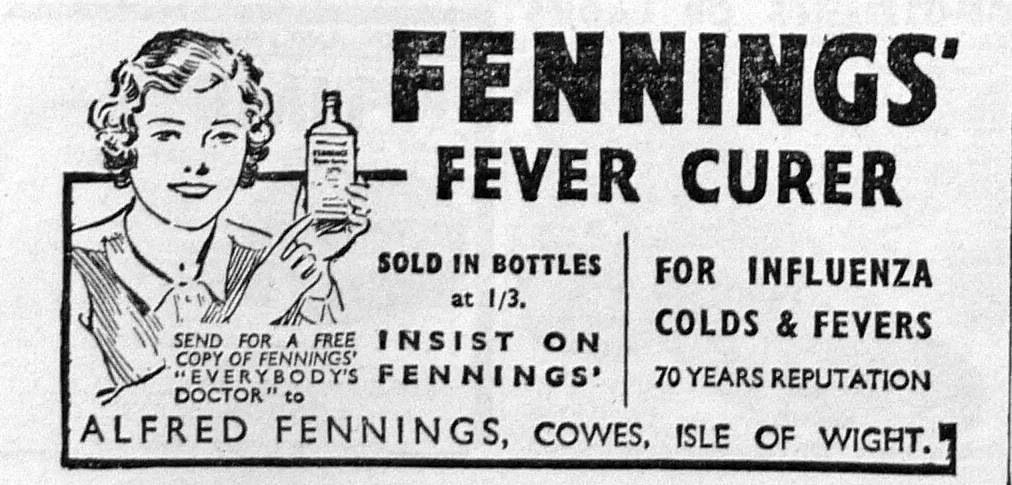 FENNINGS'
FEVER CURER
SOLD IN BOTTLES
at 1/3.
INSIST ON
FENNINGS'
FOR INFLUENZA
COLDS & FEVERS
70 YEARS REPUTATION
SEND FOR A FREE
COPY OF FENNINGS'
"EVERYBODY'S
DOCTOR" to
ALFRED FENNINGS, COWES, ISLE OF WIGHT.